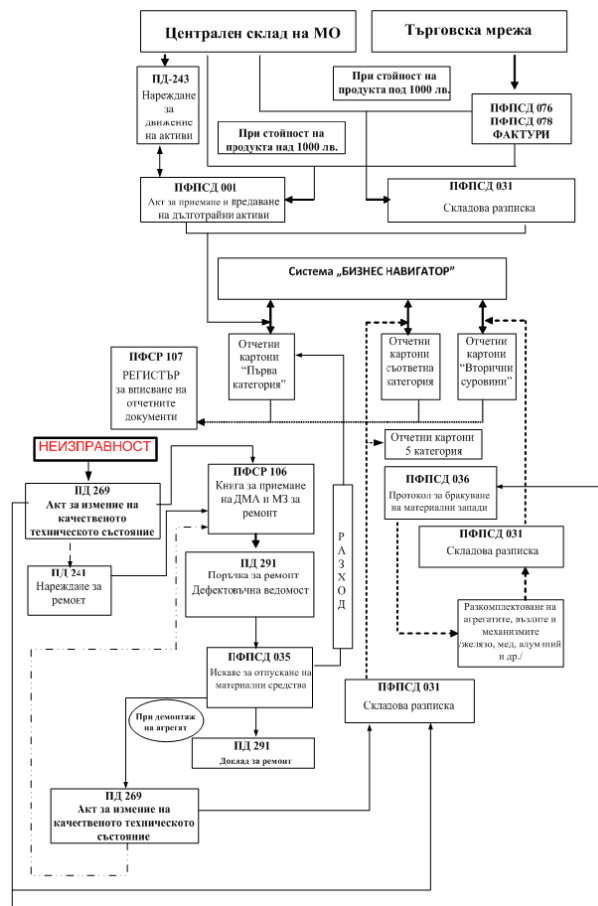 Централен склад на МО
Търговска мрежа
ПД-243
Нареждане
за
движение
на активи
При стойност на
продукта под 1000 лв.
ПФПСД 076
ПФПСД 078
ФАКТУРИ
При стойност на
продукта над 1000 лв.
ПФПСД 001
Акт за приемане и предаване
на дълготрайни активи
ПФПСД 031
Складова разписка
Система „БИЗНЕС НАВИГАТОР”
ПФСР 107
РЕГИСТЪР
за вписване на
отчетните
документи
Отчетни
картони
“Първа
категория”
Отчетни
картони
съответна
категория
Отчетни
картони
“Вторични
суровини”
НЕИЗПРАВНОСТ
Отчетни картони
5 категория
ПД 269
Акт за измение на
качественото
техническото състояние
ПФСР 106
Книга за приемане
на ДМА и МЗ за
ремонт
ПФПСД 036
Протокол за бракуване
на материални запади
РАЗХОД
ПФПСД 031
Складова разписка
ПД 241
Нареждане за
ремонт
ПД 291
Поръчка за ремонт
Дефектовъчна ведомост
Разкомплектоване на
агрегатите, възлите и
механизмите
/желязо, мед, алуминий
и др./
ПФПСД 035
Искане за отпускане на
материални средства
ПФПСД 031
Складова разписка
При демонтаж
на агрегат
ПД 291
Доклад за ремонт
ПД 269
Акт за измение на
качественото техническото
състояние